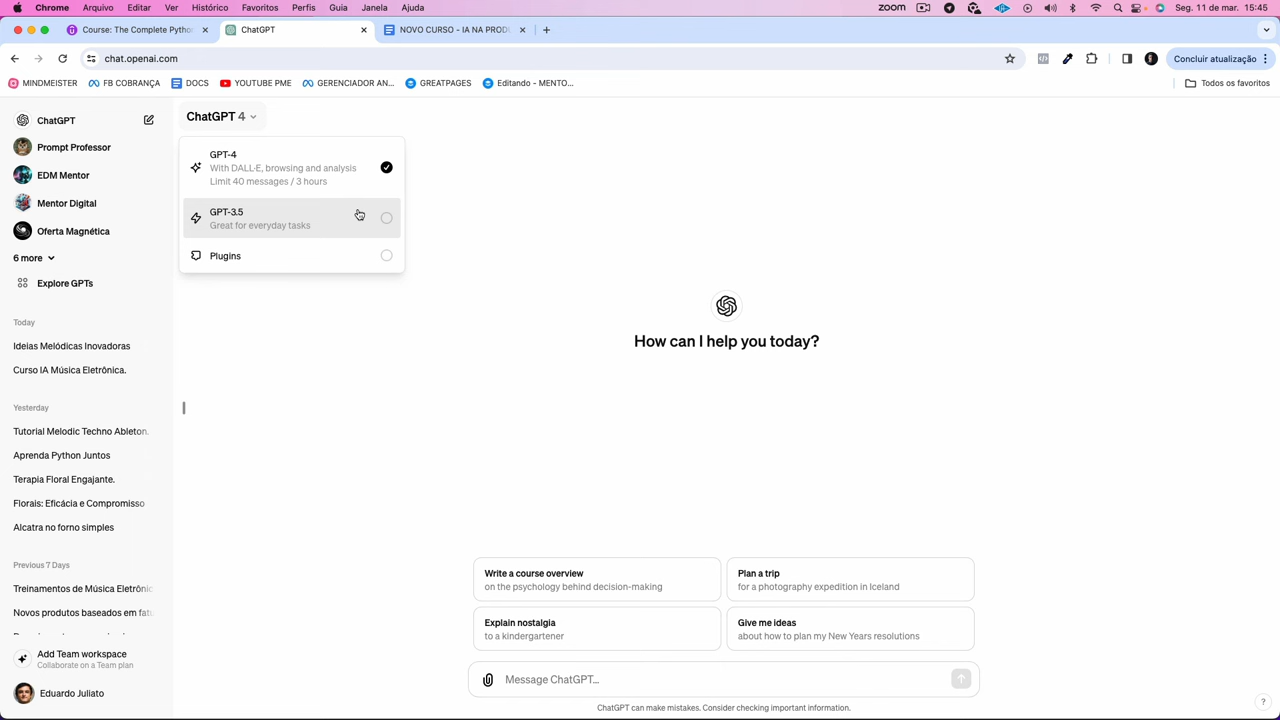 Chrome Arquivo Editar Ver Histórico Favoritos Perfis Guia Janela Ajuda zoom Seg. 11 de mar. 15:45
Course: The Complete Pytho
ChatGPT
NOVO CURSO - IA NA PROD
chat.openai.com
Concluir atualização
MINDMEISTER FB COBRANÇA DOCS YOUTUBE PME GERENCIADOR AN... GREATPAGES Editando - MENTO... Todos os favoritos
ChatGPT
Prompt Professor
EDM Mentor
Mentor Digital
Oferta Magnética
6 more
Explore GPTs
Today
Ideias Melódicas Inovadoras
Curso IA Música Eletrônica.
Yesterday
Tutorial Melodic Techno Ableton.
Aprenda Python Juntos
Terapia Floral Engajante.
Florais: Eficácia e Compromisso
Alcatra no forno simples
Previous 7 Days
Treinamentos de Música Eletrônic
Novos produtos baseados em fatu
Add Team workspace
Collaborate on a Team plan
Eduardo Juliato
ChatGPT 4
GPT-4
With DALL·E, browsing and analysis
Limit 40 messages / 3 hours
GPT-3.5
Great for everyday tasks
Plugins
How can I help you today?
Write a course overview
on the psychology behind decision-making
Plan a trip
for a photography expedition in Iceland
Explain nostalgia
to a kindergartener
Give me ideas
about how to plan my New Years resolutions
Message ChatGPT...
ChatGPT can make mistakes. Consider checking important information.
?